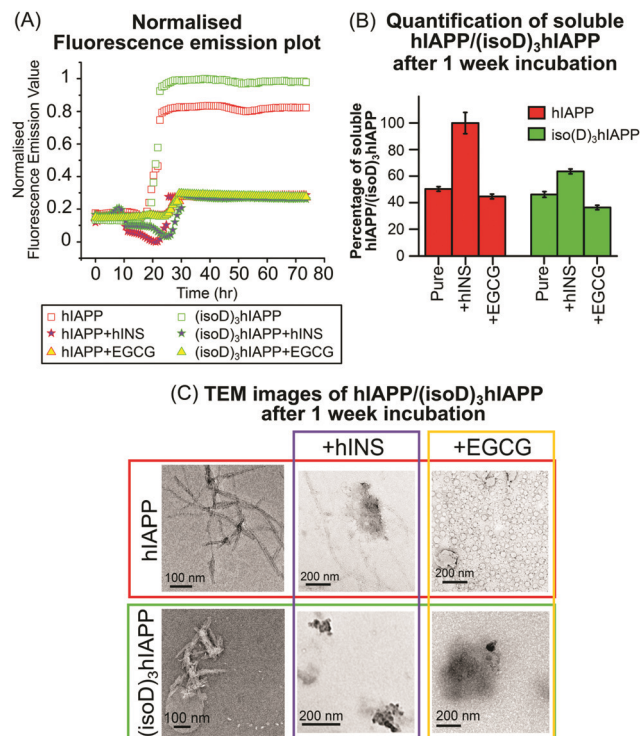 (A)
Normalised
Fluorescence emission plot
Normalised
Fluorescence Emission Value
1
0.8
0.6
0.4
0.2
0
0 10 20 30 40 50 60 70 80
Time (hr)
hIAPP
(isoD)₃hIAPP
hIAPP+hINS
(isoD)₃hIAPP+hINS
hIAPP+EGCG
(isoD)₃hIAPP+EGCG
(B) Quantification of soluble
hIAPP/(isoD)₃hIAPP
after 1 week incubation
Percentage of soluble
hIAPP/(isoD)₃hIAPP
100
80
60
40
20
0
hIAPP
iso(D)₃hIAPP
Pure
+hINS
+EGCG
Pure
+hINS
+EGCG
(C) TEM images of hIAPP/(isoD)₃hIAPP
after 1 week incubation
+hINS
+EGCG
hIAPP
100 nm
200 nm
200 nm
(isoD)₃hIAPP
100 nm
200 nm
200 nm